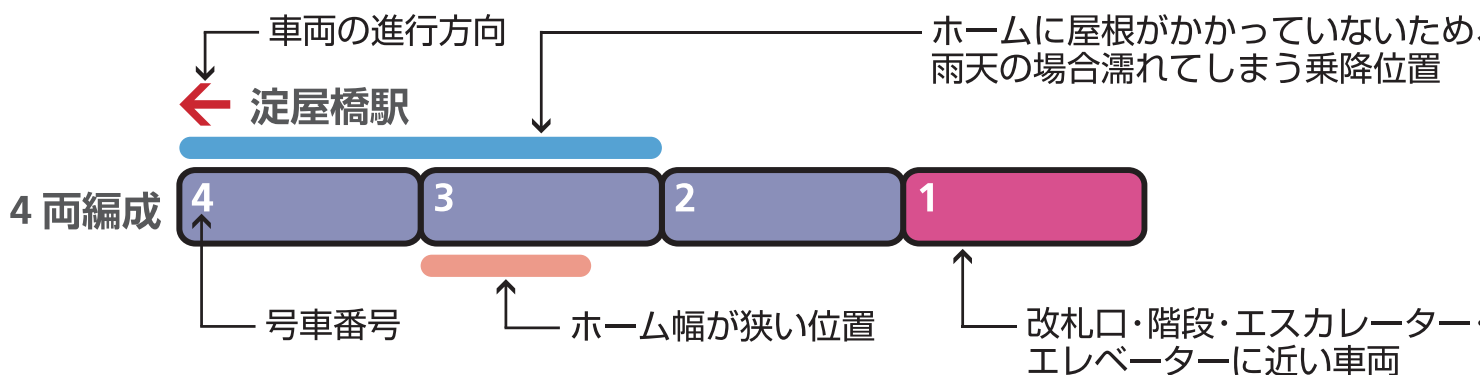 車両の進行方向
ホームに屋根がかかっていないため、
雨天の場合濡れてしまう乗降位置
淀屋橋駅
4 両編成
4
3
2
1
号車番号
ホーム幅が狭い位置
改札口・階段・エスカレーター・
エレベーターに近い車両